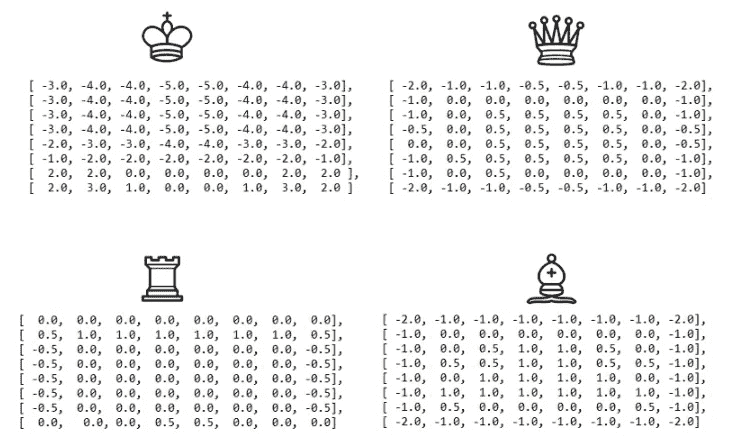 [ -3.0, -4.0, -4.0, -5.0, -5.0, -4.0, -4.0, -3.0],
[ -3.0, -4.0, -4.0, -5.0, -5.0, -4.0, -4.0, -3.0],
[ -3.0, -4.0, -4.0, -5.0, -5.0, -4.0, -4.0, -3.0],
[ -3.0, -4.0, -4.0, -5.0, -5.0, -4.0, -4.0, -3.0],
[ -2.0, -3.0, -3.0, -4.0, -4.0, -3.0, -3.0, -2.0],
[ -1.0, -2.0, -2.0, -2.0, -2.0, -2.0, -2.0, -1.0],
[ 2.0, 2.0, 0.0, 0.0, 0.0, 0.0, 2.0, 2.0 ],
[ 2.0, 3.0, 1.0, 0.0, 0.0, 1.0, 3.0, 2.0 ]
[ -2.0, -1.0, -1.0, -0.5, -0.5, -1.0, -1.0, -2.0],
[ -1.0, 0.0, 0.0, 0.0, 0.0, 0.0, 0.0, -1.0],
[ -1.0, 0.0, 0.5, 0.5, 0.5, 0.5, 0.0, -1.0],
[ -0.5, 0.0, 0.5, 0.5, 0.5, 0.5, 0.0, -0.5],
[ 0.0, 0.0, 0.5, 0.5, 0.5, 0.5, 0.0, -0.5],
[ -1.0, 0.5, 0.5, 0.5, 0.5, 0.5, 0.0, -1.0],
[ -1.0, 0.0, 0.5, 0.0, 0.0, 0.0, 0.0, -1.0],
[ -2.0, -1.0, -1.0, -0.5, -0.5, -1.0, -1.0, -2.0]
[ 0.0, 0.0, 0.0, 0.0, 0.0, 0.0, 0.0, 0.0],
[ 0.5, 1.0, 1.0, 1.0, 1.0, 1.0, 1.0, 0.5],
[ -0.5, 0.0, 0.0, 0.0, 0.0, 0.0, 0.0, -0.5],
[ -0.5, 0.0, 0.0, 0.0, 0.0, 0.0, 0.0, -0.5],
[ -0.5, 0.0, 0.0, 0.0, 0.0, 0.0, 0.0, -0.5],
[ -0.5, 0.0, 0.0, 0.0, 0.0, 0.0, 0.0, -0.5],
[ -0.5, 0.0, 0.0, 0.0, 0.0, 0.0, 0.0, -0.5],
[ 0.0, 0.0, 0.0, 0.5, 0.5, 0.0, 0.0, 0.0]
[ -2.0, -1.0, -1.0, -1.0, -1.0, -1.0, -1.0, -2.0],
[ -1.0, 0.0, 0.0, 0.0, 0.0, 0.0, 0.0, -1.0],
[ -1.0, 0.0, 0.5, 1.0, 1.0, 0.5, 0.0, -1.0],
[ -1.0, 0.5, 0.5, 1.0, 1.0, 0.5, 0.5, -1.0],
[ -1.0, 0.0, 1.0, 1.0, 1.0, 1.0, 0.0, -1.0],
[ -1.0, 1.0, 1.0, 1.0, 1.0, 1.0, 1.0, -1.0],
[ -1.0, 0.5, 0.0, 0.0, 0.0, 0.0, 0.5, -1.0],
[ -2.0, -1.0, -1.0, -1.0, -1.0, -1.0, -1.0, -2.0]